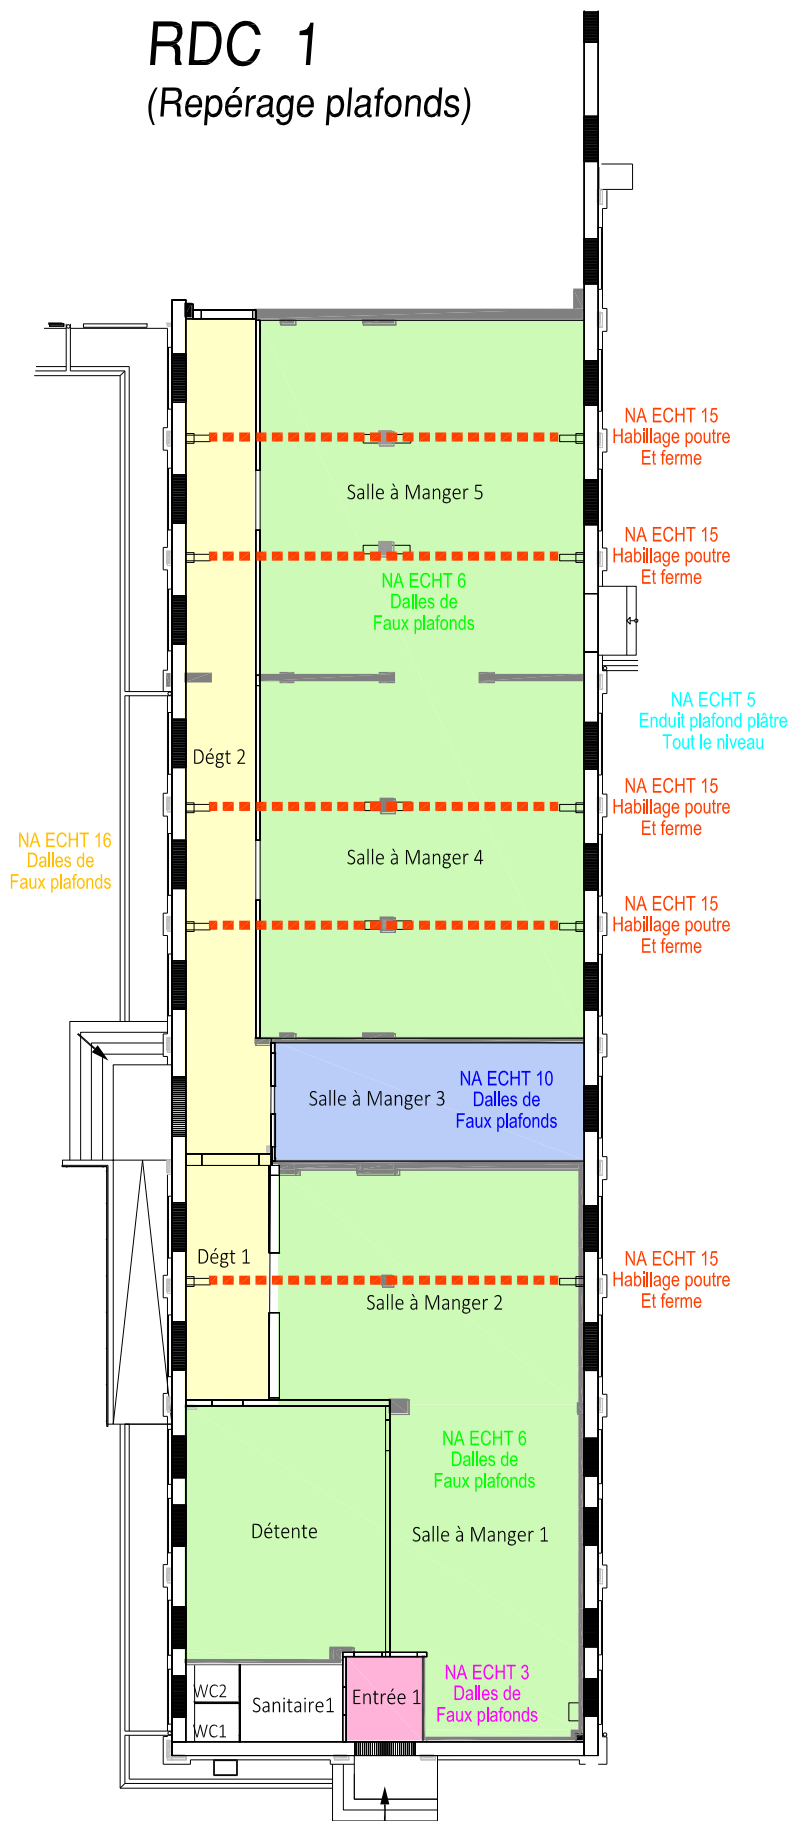 RDC 1
(Repérage plafonds)
NA ECHT 15
Habillage poutre
Et ferme
Salle à Manger 5
NA ECHT 15
Habillage poutre
Et ferme
NA ECHT 6
Dalles de
Faux plafonds
NA ECHT 5
Enduit plafond plâtre
Tout le niveau
Dégt 2
NA ECHT 15
Habillage poutre
Et ferme
NA ECHT 16
Dalles de
Faux plafonds
Salle à Manger 4
NA ECHT 15
Habillage poutre
Et ferme
Salle à Manger 3
NA ECHT 10
Dalles de
Faux plafonds
Dégt 1
NA ECHT 15
Habillage poutre
Et ferme
Salle à Manger 2
NA ECHT 6
Dalles de
Faux plafonds
Détente
Salle à Manger 1
NA ECHT 3
Dalles de
Faux plafonds
WC2
Sanitaire1
Entrée 1
WC1